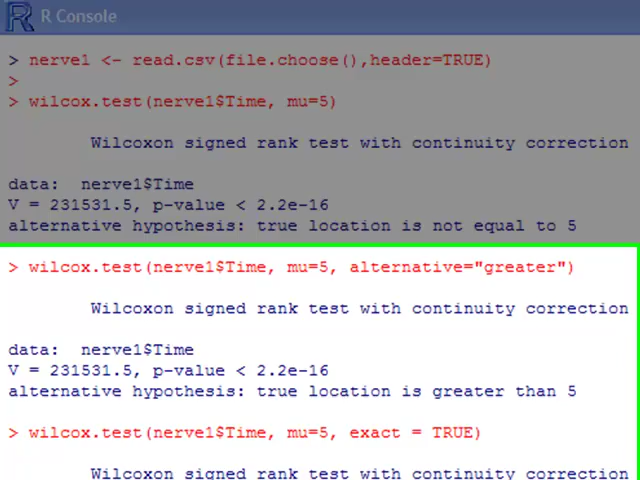 R Console
> nerve1 <- read.csv(file.choose(),header=TRUE)
>
> wilcox.test(nerve1$Time, mu=5)
Wilcoxon signed rank test with continuity correction
data:  nerve1$Time
V = 231531.5, p-value < 2.2e-16
alternative hypothesis: true location is not equal to 5
> wilcox.test(nerve1$Time, mu=5, alternative="greater")
Wilcoxon signed rank test with continuity correction
data:  nerve1$Time
V = 231531.5, p-value < 2.2e-16
alternative hypothesis: true location is greater than 5
> wilcox.test(nerve1$Time, mu=5, exact = TRUE)
Wilcoxon signed rank test with continuity correction